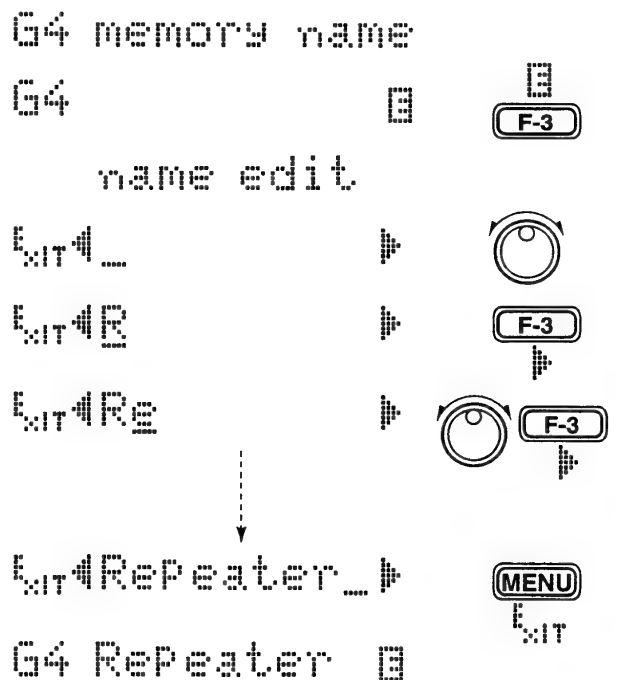 G4 memory name
G4 E
E
F-3
name edit
EXIT◀_ ▶
EXIT◀R ▶
F-3
▶
EXIT◀Re ▶
F-3
▶
EXIT◀Repeater_▶
MENU
EXIT
G4 Repeater E